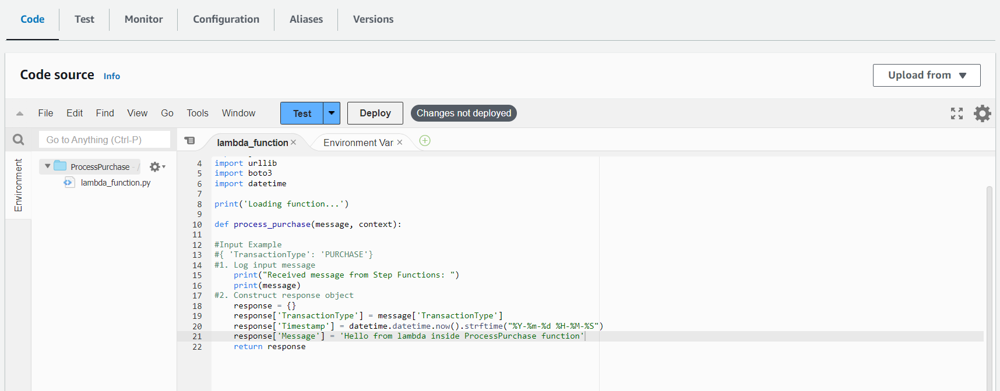 Code Test Monitor Configuration Aliases Versions
Code source Info
Upload from
File Edit Find View Go Tools Window Test Deploy Changes not deployed
Go to Anything (Ctrl-P)
lambda_function Environment Var
Environment
ProcessPurchase - /
lambda_function.py
4 import urllib
5 import boto3
6 import datetime
7
8 print('Loading function...')
9
10 def process_purchase(message, context):
11
12 #Input Example
13 #{ 'TransactionType': 'PURCHASE'}
14 #1. Log input message
15     print("Received message from Step Functions: ")
16     print(message)
17 #2. Construct response object
18     response = {}
19     response['TransactionType'] = message['TransactionType']
20     response['Timestamp'] = datetime.datetime.now().strftime("%Y-%m-%d %H-%M-%S")
21     response['Message'] = 'Hello from lambda inside ProcessPurchase function'
22     return response